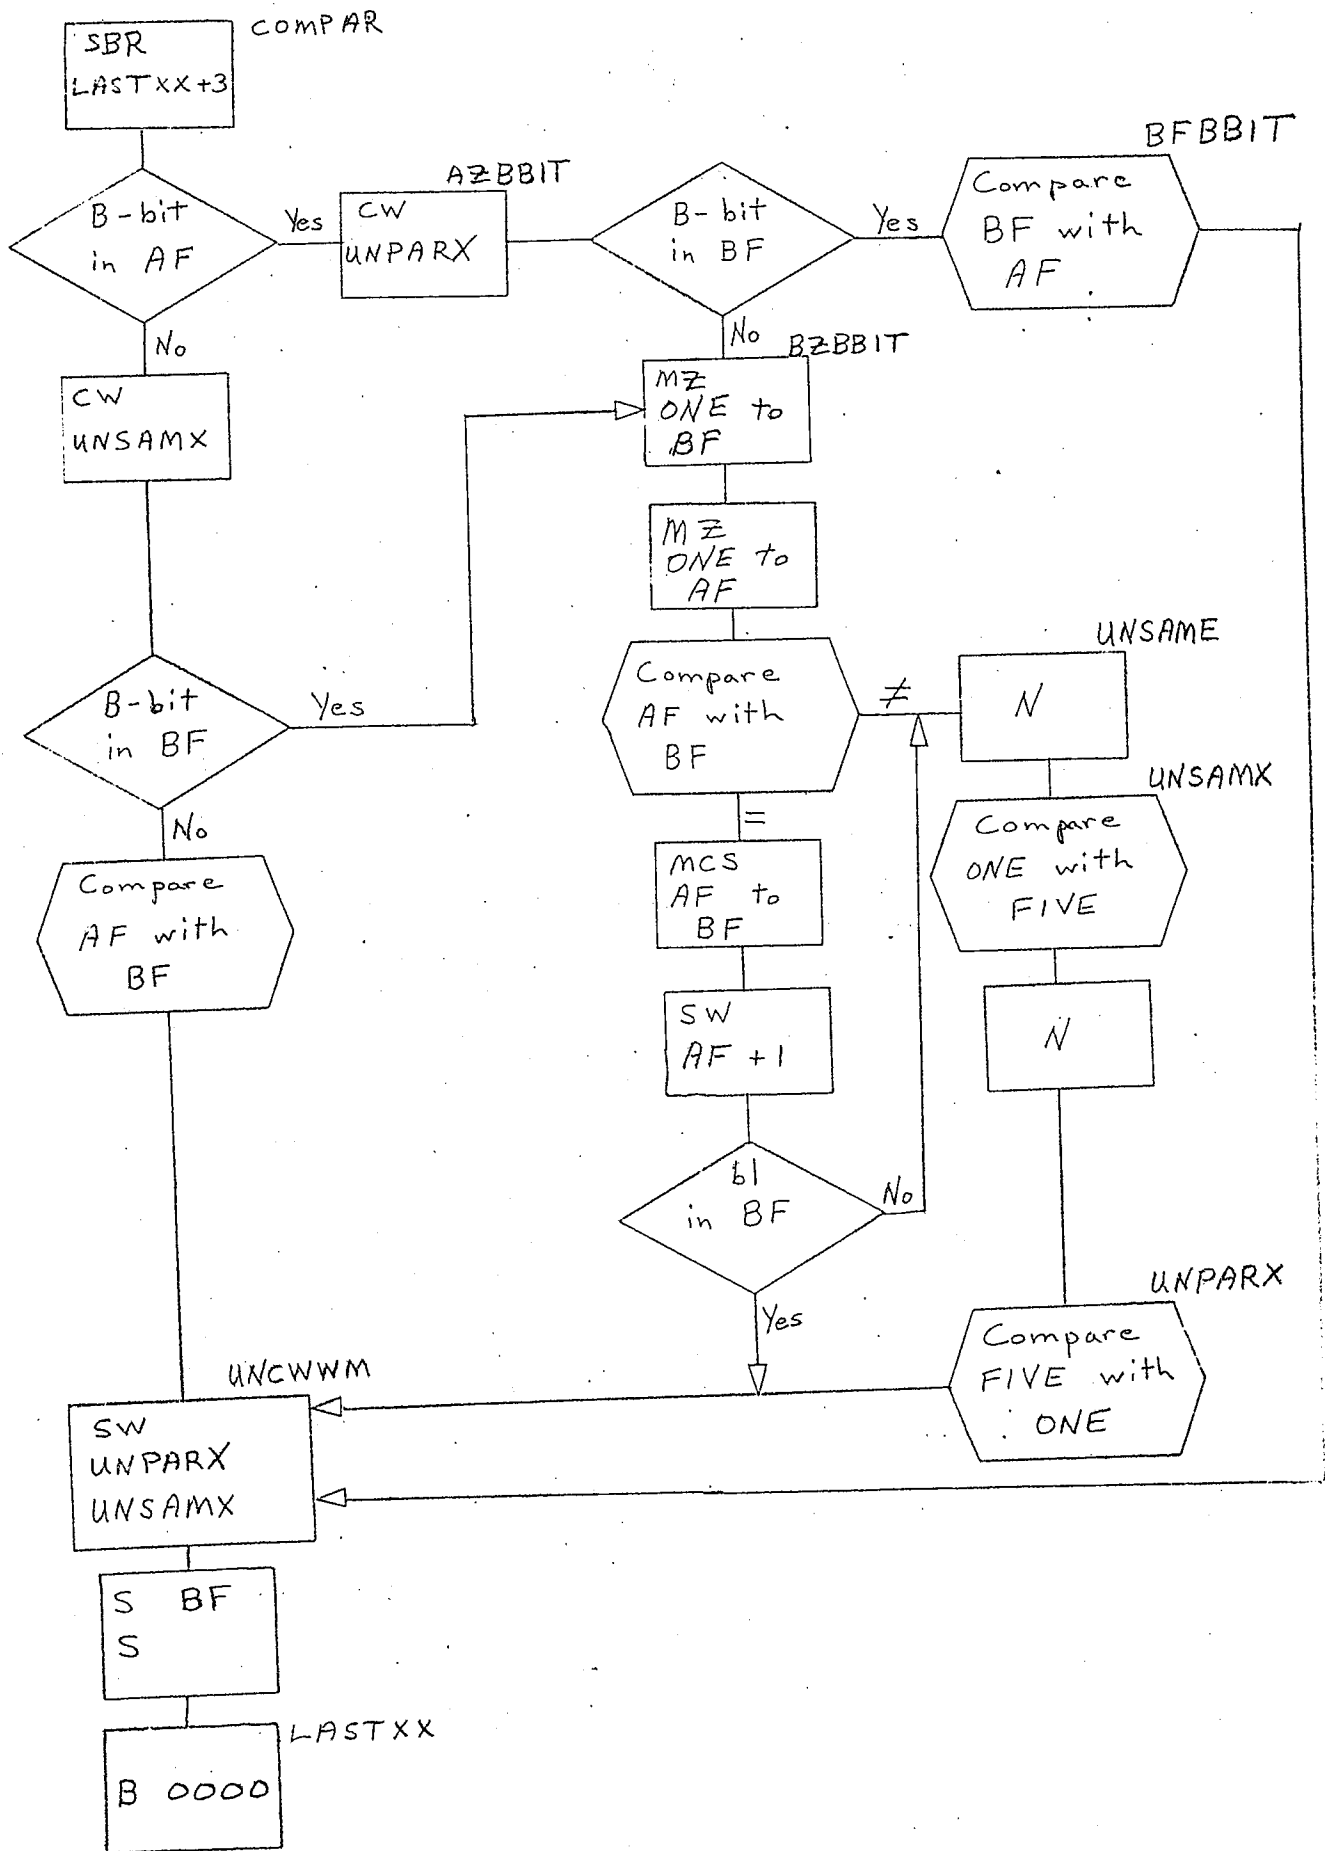 COMPAR
SBR
LASTXX+3
B-bit
in AF
Yes
No
AZBBIT
CW
UNPARX
B-bit
in BF
Yes
No
BFBBIT
Compare
BF with
AF
CW
UNSAMX
BZBBIT
MZ
ONE to
BF
MZ
ONE to
AF
B-bit
in BF
Yes
No
Compare
AF with
BF
≠
=
UNSAME
N
UNSAMX
Compare
ONE with
FIVE
N
Compare
AF with
BF
MCS
AF to
BF
SW
AF +1
bl
in BF
No
Yes
UNPARX
Compare
FIVE with
ONE
UNCWWM
SW
UNPARX
UNSAMX
S BF
S
LASTXX
B 0000